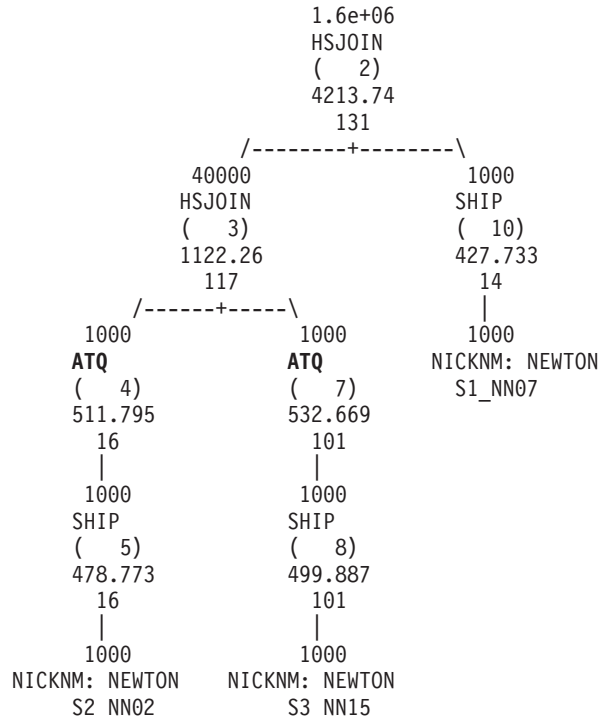 1.6e+06
HSJOIN
(   2)
4213.74
131
/--------+--------\
40000                 1000
HSJOIN                SHIP
(   3)                (  10)
1122.26               427.733
117                    14
/------+-----\                |
1000            1000          1000
ATQ             ATQ       NICKNM: NEWTON
(   4)          (   7)      S1_NN07
511.795         532.669
16              101
|               |
1000            1000
SHIP            SHIP
(   5)          (   8)
478.773         499.887
16              101
|               |
1000            1000
NICKNM: NEWTON   NICKNM: NEWTON
S2 NN02          S3 NN15